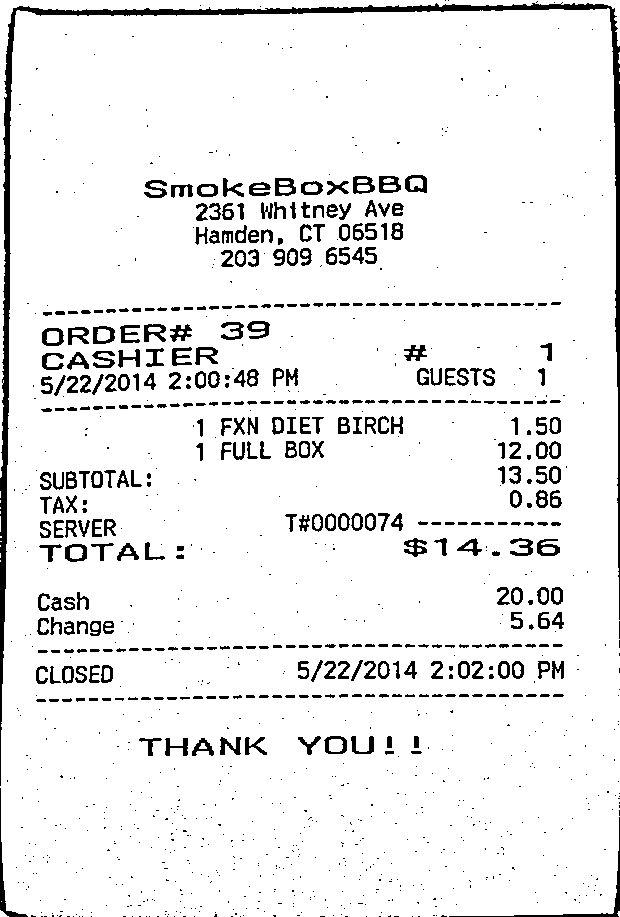 SmokeBoxBBQ
2361 Whitney Ave
Hamden, CT 06518
203 909 6545
ORDER# 39
CASHIER # 1
5/22/2014 2:00:48 PM GUESTS 1
1 FXN DIET BIRCH 1.50
1 FULL BOX 12.00
SUBTOTAL: 13.50
TAX: 0.86
SERVER T#0000074 -----------
TOTAL: $14.36
Cash 20.00
Change 5.64
CLOSED 5/22/2014 2:02:00 PM
THANK YOU!!